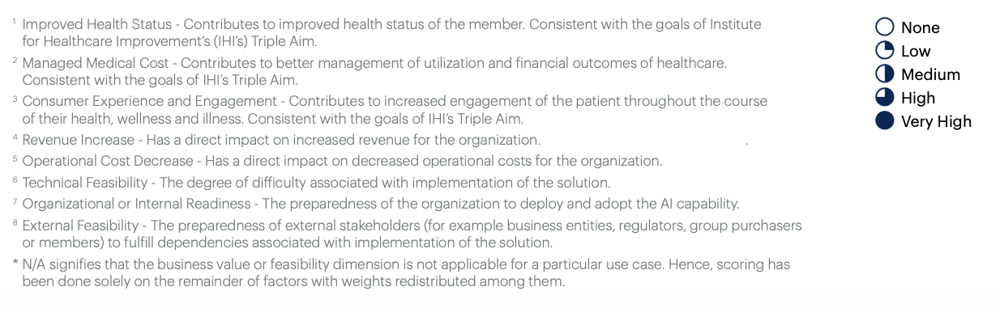 1 Improved Health Status - Contributes to improved health status of the member. Consistent with the goals of Institute
for Healthcare Improvement's (IHI's) Triple Aim.
2 Managed Medical Cost - Contributes to better management of utilization and financial outcomes of healthcare.
Consistent with the goals of IHI's Triple Aim.
3 Consumer Experience and Engagement - Contributes to increased engagement of the patient throughout the course
of their health, wellness and illness. Consistent with the goals of IHI's Triple Aim.
4 Revenue Increase - Has a direct impact on increased revenue for the organization. .
5 Operational Cost Decrease - Has a direct impact on decreased operational costs for the organization.
6 Technical Feasibility - The degree of difficulty associated with implementation of the solution.
7 Organizational or Internal Readiness - The preparedness of the organization to deploy and adopt the AI capability.
8 External Feasibility - The preparedness of external stakeholders (for example business entities, regulators, group purchasers
or members) to fulfill dependencies associated with implementation of the solution.
* N/A signifies that the business value or feasibility dimension is not applicable for a particular use case. Hence, scoring has
been done solely on the remainder of factors with weights redistributed among them.
None
Low
Medium
High
Very High